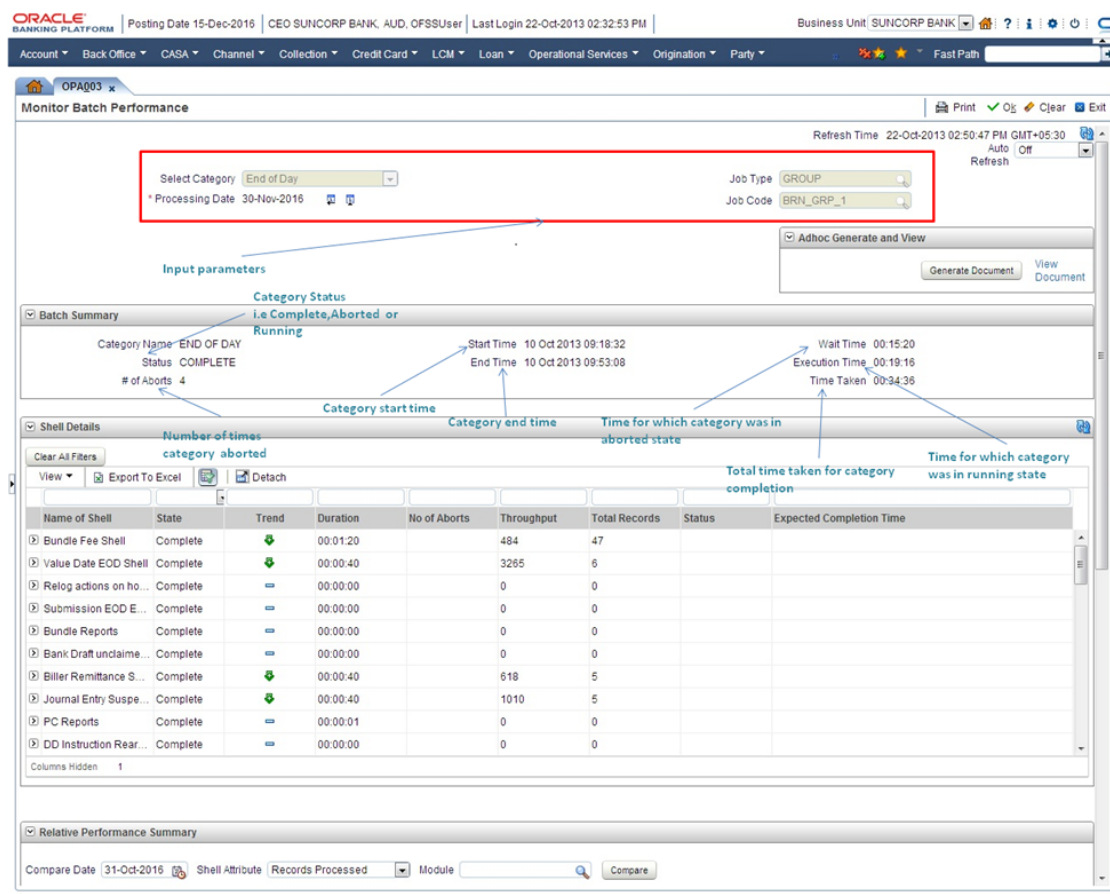 ORACLE
BANKING PLATFORM
Posting Date 15-Dec-2016 CEO SUNCORP BANK, AUD, OFSSUser Last Login 22-Oct-2013 02:32:53 PM
Business Unit SUNCORP BANK
Account Back Office CASA Channel Collection Credit Card LCM Loan Operational Services Origination Party Fast Path
OPA003 x
Monitor Batch Performance
Print Ok Clear Exit
Refresh Time 22-Oct-2013 02:50:47 PM GMT+05:30
Auto Refresh Off
Select Category End of Day
Job Type GROUP
* Processing Date 30-Nov-2016
Job Code BRN_GRP_1
Input parameters
Adhoc Generate and View
Generate Document View Document
Category Status
i.e Complete,Aborted or
Running
Batch Summary
Category Name END OF DAY Start Time 10 Oct 2013 09:18:32 Wait Time 00:15:20
Status COMPLETE End Time 10 Oct 2013 09:53:08 Execution Time 00:19:16
# of Aborts 4 Time Taken 00:34:36
Category start time
Category end time
Time for which category was in
aborted state
Shell Details
Number of times
category aborted
Time for which category
was in running state
Total time taken for category
completion
Clear All Filters
View Export To Excel Detach
Name of Shell State Trend Duration No of Aborts Throughput Total Records Status Expected Completion Time
Bundle Fee Shell Complete 00:01:20 484 47
Value Date EOD Shell Complete 00:00:40 3265 6
Relog actions on ho... Complete 00:00:00 0 0
Submission EOD E... Complete 00:00:00 0 0
Bundle Reports Complete 00:00:00 0 0
Bank Draft unclaime... Complete 00:00:00 0 0
Biller Remittance S... Complete 00:00:40 618 5
Journal Entry Suspe... Complete 00:00:40 1010 5
PC Reports Complete 00:00:01 0 0
DD Instruction Rear... Complete 00:00:00 0 0
Columns Hidden 1
Relative Performance Summary
Compare Date 31-Oct-2016 Shell Attribute Records Processed Module Compare